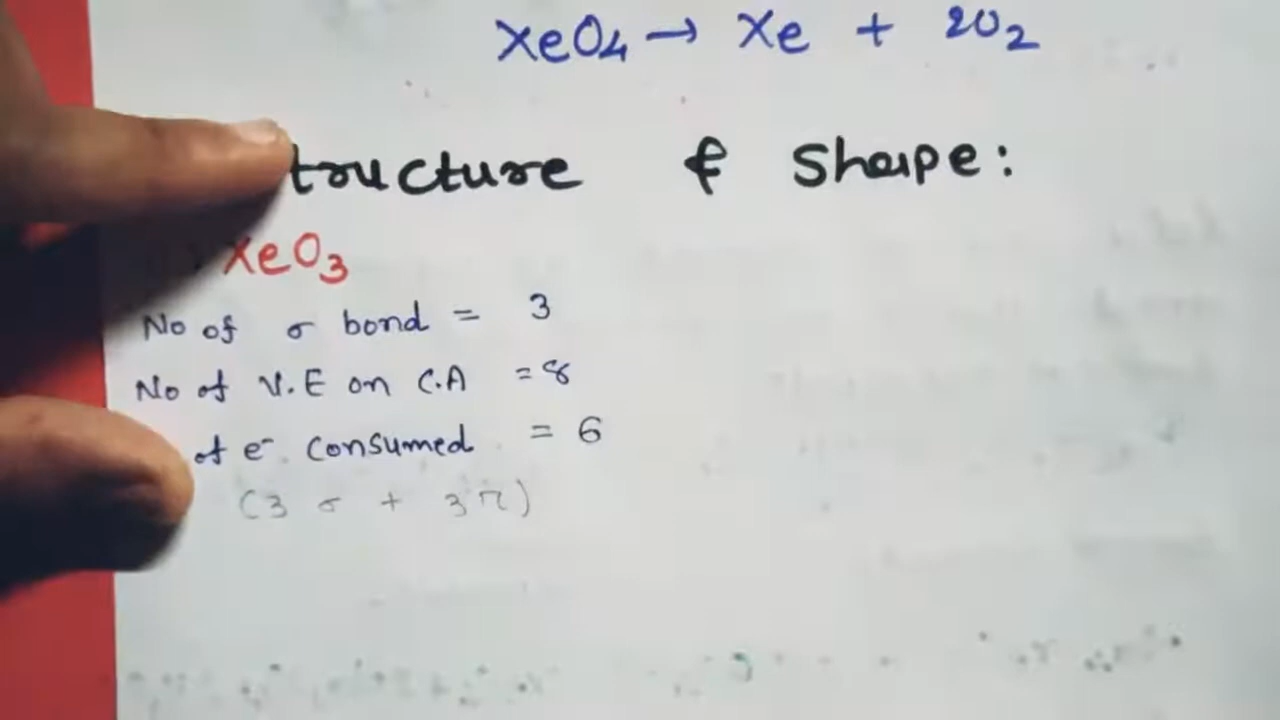 XeO4 → Xe + 2O2
tructure & Shape:
XeO3
No of σ bond = 3
No of V.E on C.A = 8
of e- consumed = 6
(3 σ + 3 π)